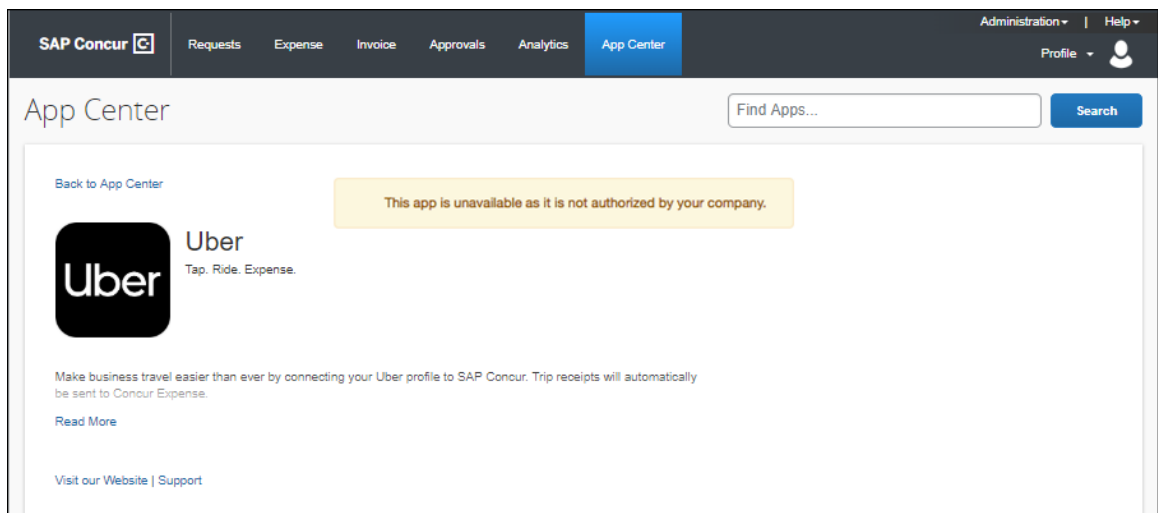 Administration | Help
SAP Concur C Requests Expense Invoice Approvals Analytics App Center
Profile
App Center
Find Apps...
Search
Back to App Center
This app is unavailable as it is not authorized by your company.
Uber
Uber
Tap. Ride. Expense.
Make business travel easier than ever by connecting your Uber profile to SAP Concur. Trip receipts will automatically
be sent to Concur Expense.
Read More
Visit our Website | Support